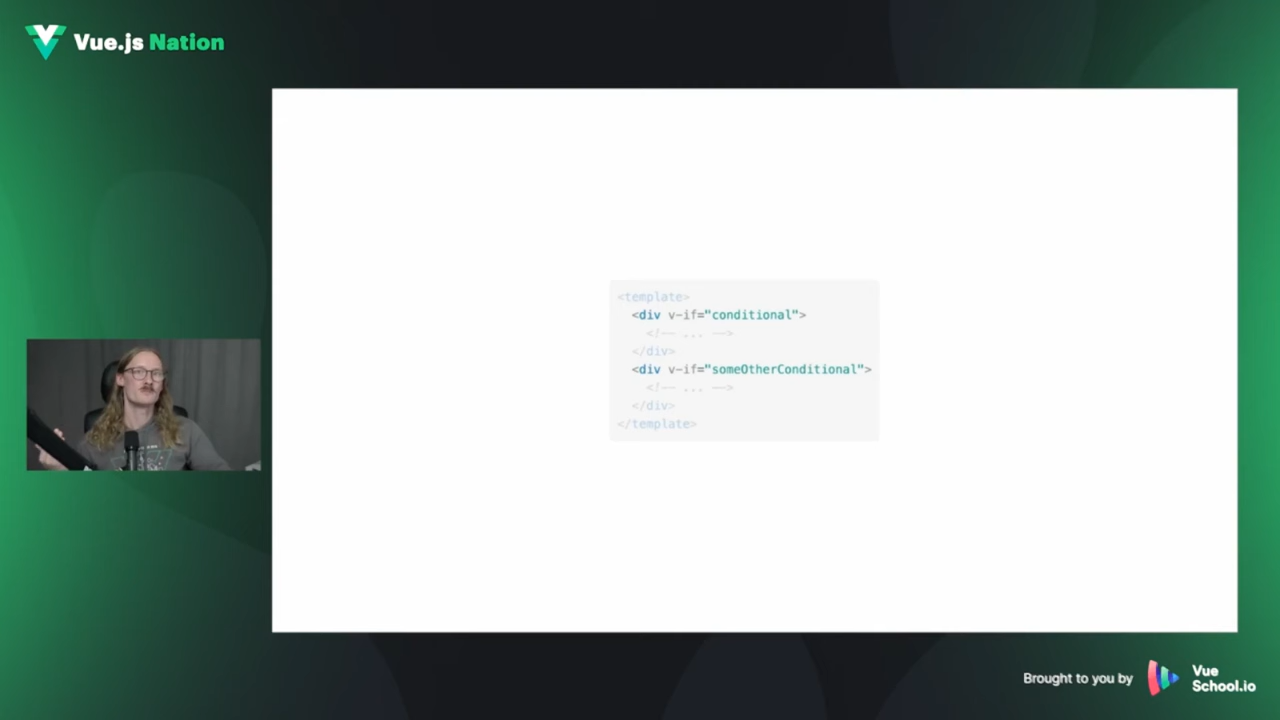 Vue.js Nation
<template>
  <div v-if="conditional">
    <!-- ... -->
  </div>
  <div v-if="someOtherConditional">
    <!-- ... -->
  </div>
</template>
Brought to you by
Vue
School.io